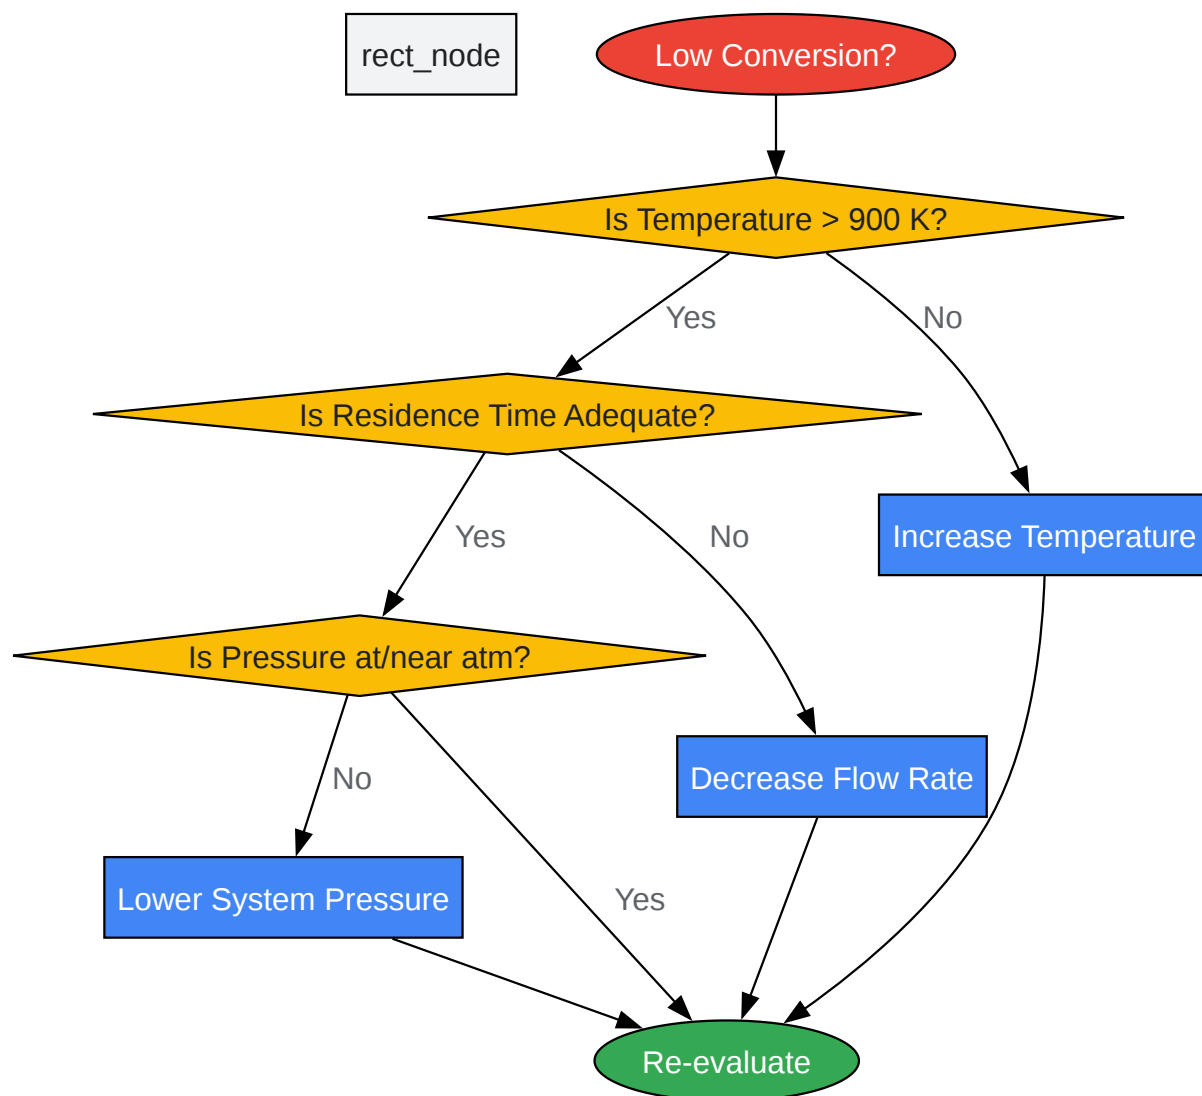 rect_node
Low Conversion?
Is Temperature > 900 K?
Yes
No
Is Residence Time Adequate?
Yes
No
Increase Temperature
Is Pressure at/near atm?
No
Decrease Flow Rate
Lower System Pressure
Yes
Re-evaluate